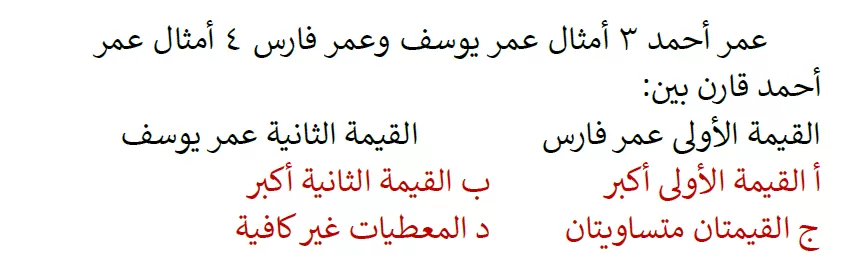 عمر أحمد ٣ أمثال عمر يوسف وعمر فارس ٤ أمثال عمر
أحمد قارن بين:
القيمة الأولى عمر فارس القيمة الثانية عمر يوسف
أ القيمة الأولى أكبر ب القيمة الثانية أكبر
ج القيمتان متساويتان د المعطيات غير كافية